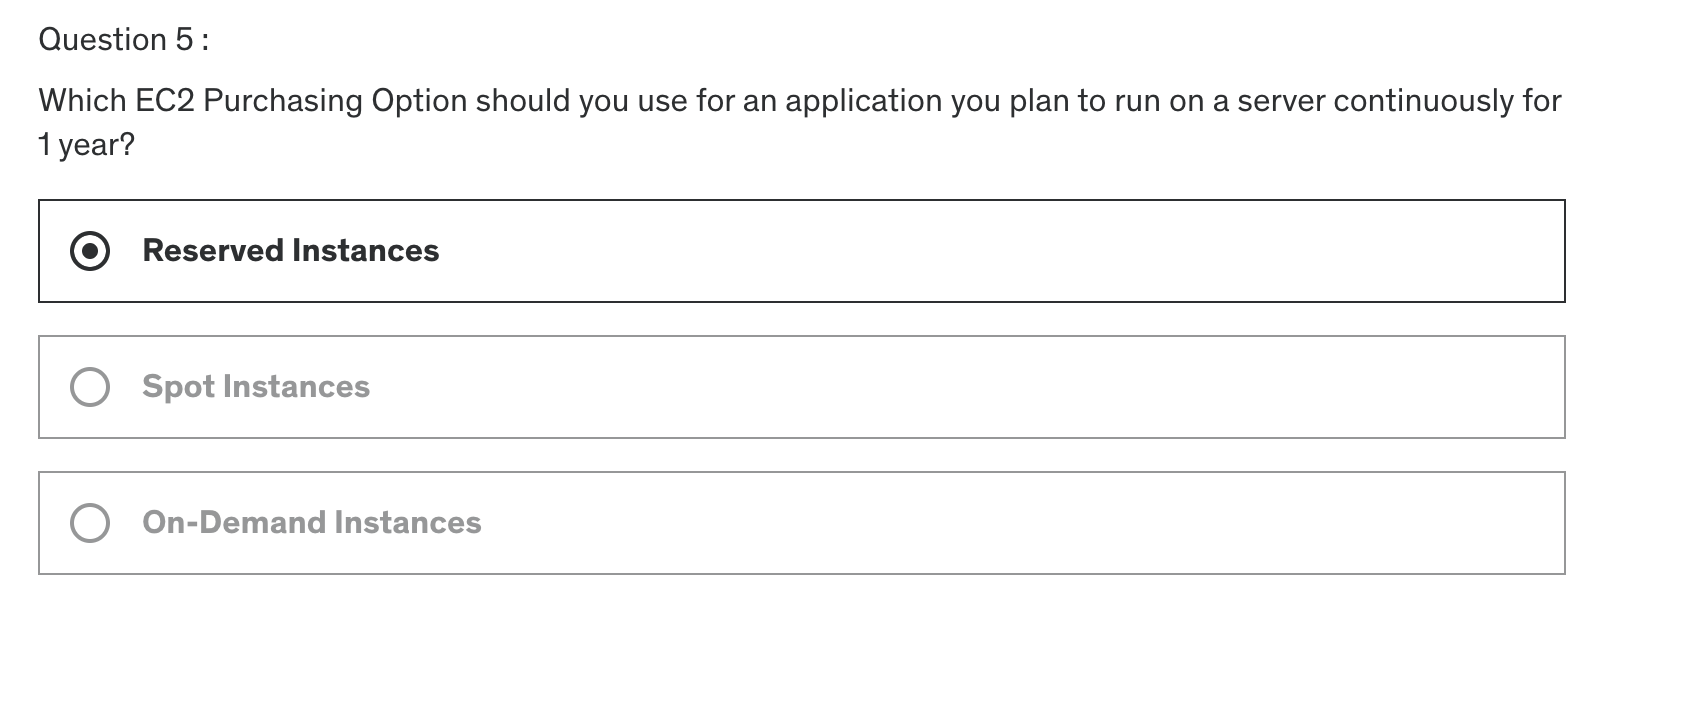 Question 5 :
Which EC2 Purchasing Option should you use for an application you plan to run on a server continuously for
1 year?
Reserved Instances
Spot Instances
On-Demand Instances